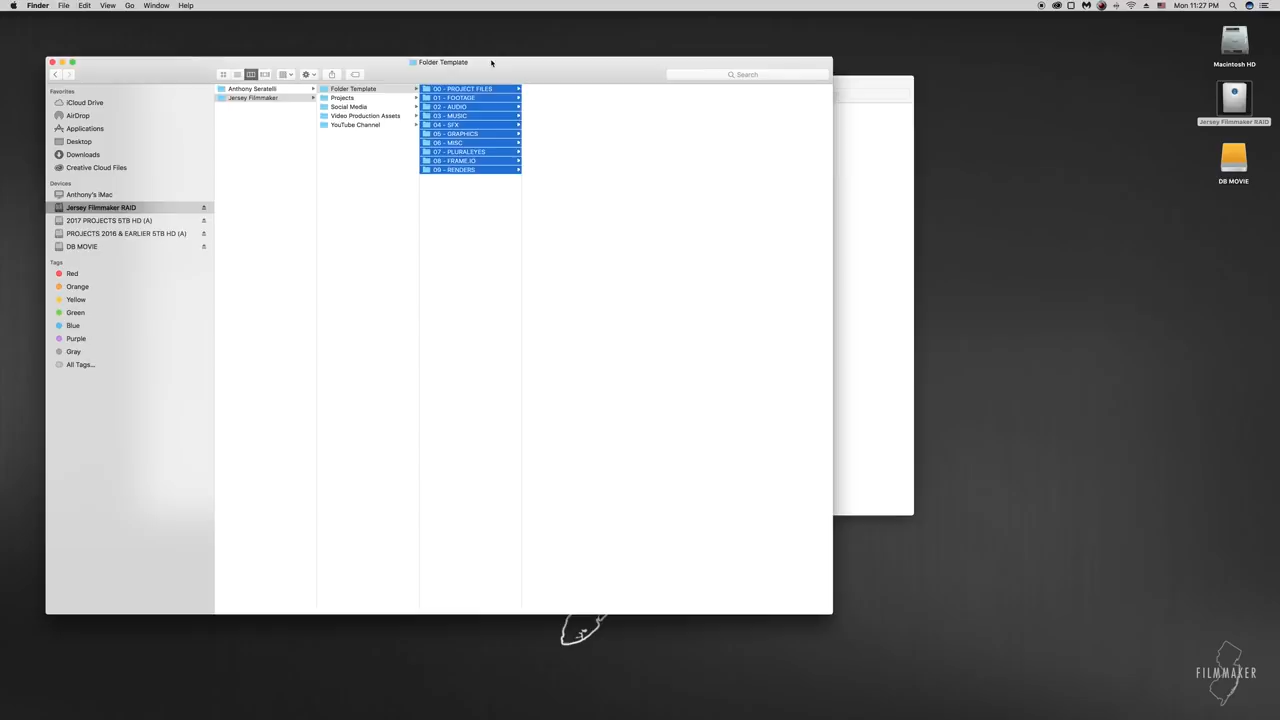 Finder File Edit View Go Window Help
Mon 11:27 PM
Folder Template
Search
Favorites
iCloud Drive
AirDrop
Applications
Desktop
Downloads
Creative Cloud Files
Devices
Anthony's iMac
Jersey Filmmaker RAID
2017 PROJECTS 5TB HD (A)
PROJECTS 2016 & EARLIER 5TB HD (A)
DB MOVIE
Tags
Red
Orange
Yellow
Green
Blue
Purple
Gray
All Tags...
Anthony Seratelli
Jersey Filmmaker
Folder Template
Projects
Social Media
Video Production Assets
YouTube Channel
00 - PROJECT FILES
01 - FOOTAGE
02 - AUDIO
03 - MUSIC
04 - SFX
05 - GRAPHICS
06 - MISC
07 - PLURALEYES
08 - FRAME.IO
09 - RENDERS
Macintosh HD
Jersey Filmmaker RAID
DB MOVIE
FILMMAKER